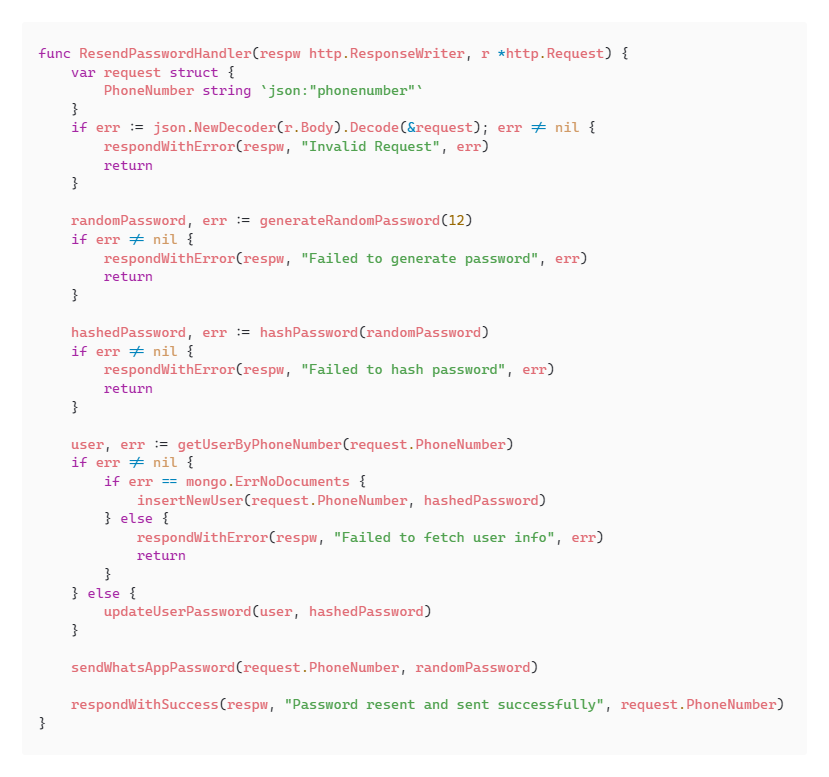 func ResendPasswordHandler(respw http.ResponseWriter, r *http.Request) {
    var request struct {
        PhoneNumber string `json:"phonenumber"`
    }
    if err := json.NewDecoder(r.Body).Decode(&request); err != nil {
        respondWithError(respw, "Invalid Request", err)
        return
    }

    randomPassword, err := generateRandomPassword(12)
    if err != nil {
        respondWithError(respw, "Failed to generate password", err)
        return
    }

    hashedPassword, err := hashPassword(randomPassword)
    if err != nil {
        respondWithError(respw, "Failed to hash password", err)
        return
    }

    user, err := getUserByPhoneNumber(request.PhoneNumber)
    if err != nil {
        if err == mongo.ErrNoDocuments {
            insertNewUser(request.PhoneNumber, hashedPassword)
        } else {
            respondWithError(respw, "Failed to fetch user info", err)
            return
        }
    } else {
        updateUserPassword(user, hashedPassword)
    }

    sendWhatsAppPassword(request.PhoneNumber, randomPassword)

    respondWithSuccess(respw, "Password resent and sent successfully", request.PhoneNumber)
}